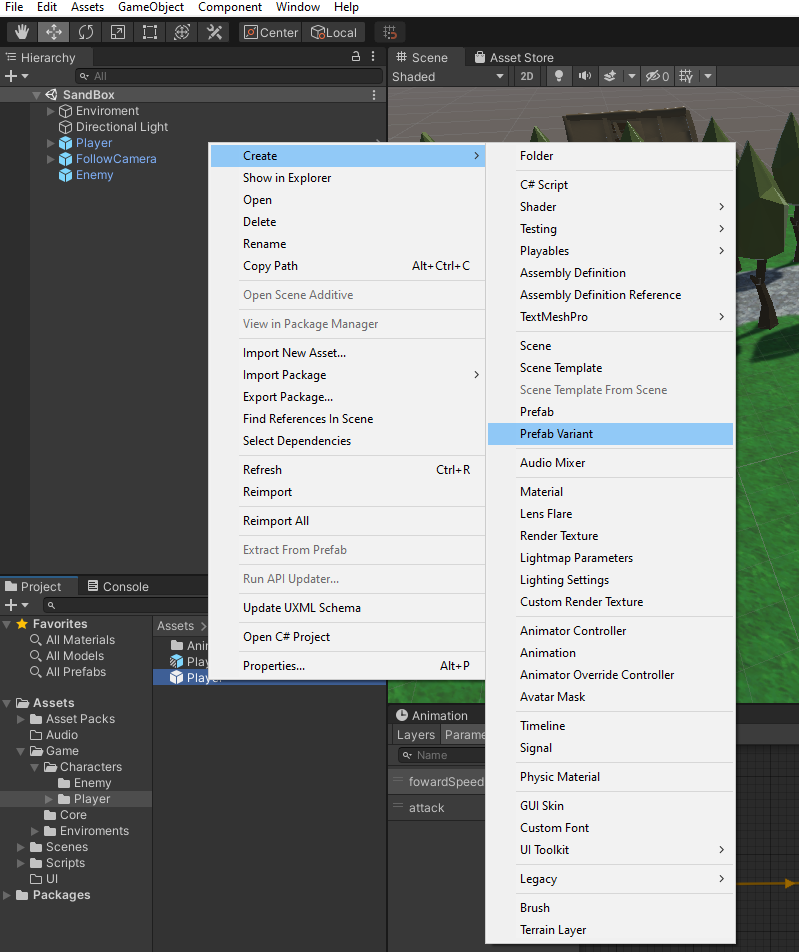 File Edit Assets GameObject Component Window Help
Center Local
Hierarchy
All
SandBox
Enviroment
Directional Light
Player
FollowCamera
Enemy
Scene Asset Store
Shaded 2D 0
Create
Show in Explorer
Open
Delete
Rename
Copy Path Alt+Ctrl+C
Open Scene Additive
View in Package Manager
Import New Asset...
Import Package
Export Package...
Find References In Scene
Select Dependencies
Refresh Ctrl+R
Reimport
Reimport All
Extract From Prefab
Run API Updater...
Update UXML Schema
Open C# Project
Properties... Alt+P
Folder
C# Script
Shader
Testing
Playables
Assembly Definition
Assembly Definition Reference
TextMeshPro
Scene
Scene Template
Scene Template From Scene
Prefab
Prefab Variant
Audio Mixer
Material
Lens Flare
Render Texture
Lightmap Parameters
Lighting Settings
Custom Render Texture
Animator Controller
Animation
Animator Override Controller
Avatar Mask
Timeline
Signal
Physic Material
GUI Skin
Custom Font
UI Toolkit
Legacy
Brush
Terrain Layer
Project Console
Favorites
All Materials
All Models
All Prefabs
Assets
Asset Packs
Audio
Game
Characters
Enemy
Player
Core
Enviroments
Scenes
Scripts
UI
Packages
Assets >
Ani
Play
Player
Animation
Layers Parame
Name
fowardSpeed
attack